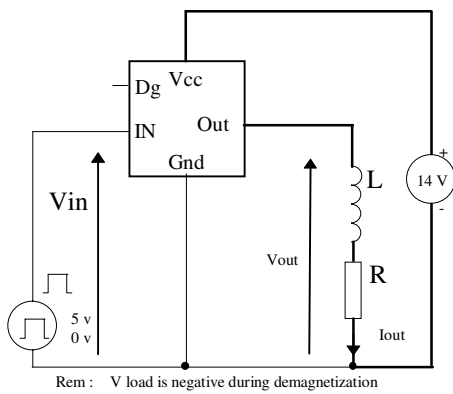 Vcc
Dg
IN
Out
Gnd
+
14 V
-
L
Vin
Vout
R
5 v
0 v
Iout
Rem : V load is negative during demagnetization